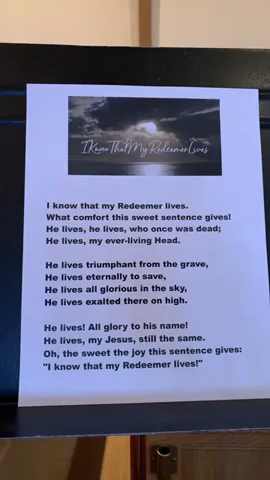 I Know That My Redeemer Lives
I know that my Redeemer lives.
What comfort this sweet sentence gives!
He lives, he lives, who once was dead;
He lives, my ever-living Head.
He lives triumphant from the grave,
He lives eternally to save,
He lives all glorious in the sky,
He lives exalted there on high.
He lives! All glory to his name!
He lives, my Jesus, still the same.
Oh, the sweet the joy this sentence gives:
"I know that my Redeemer lives!"